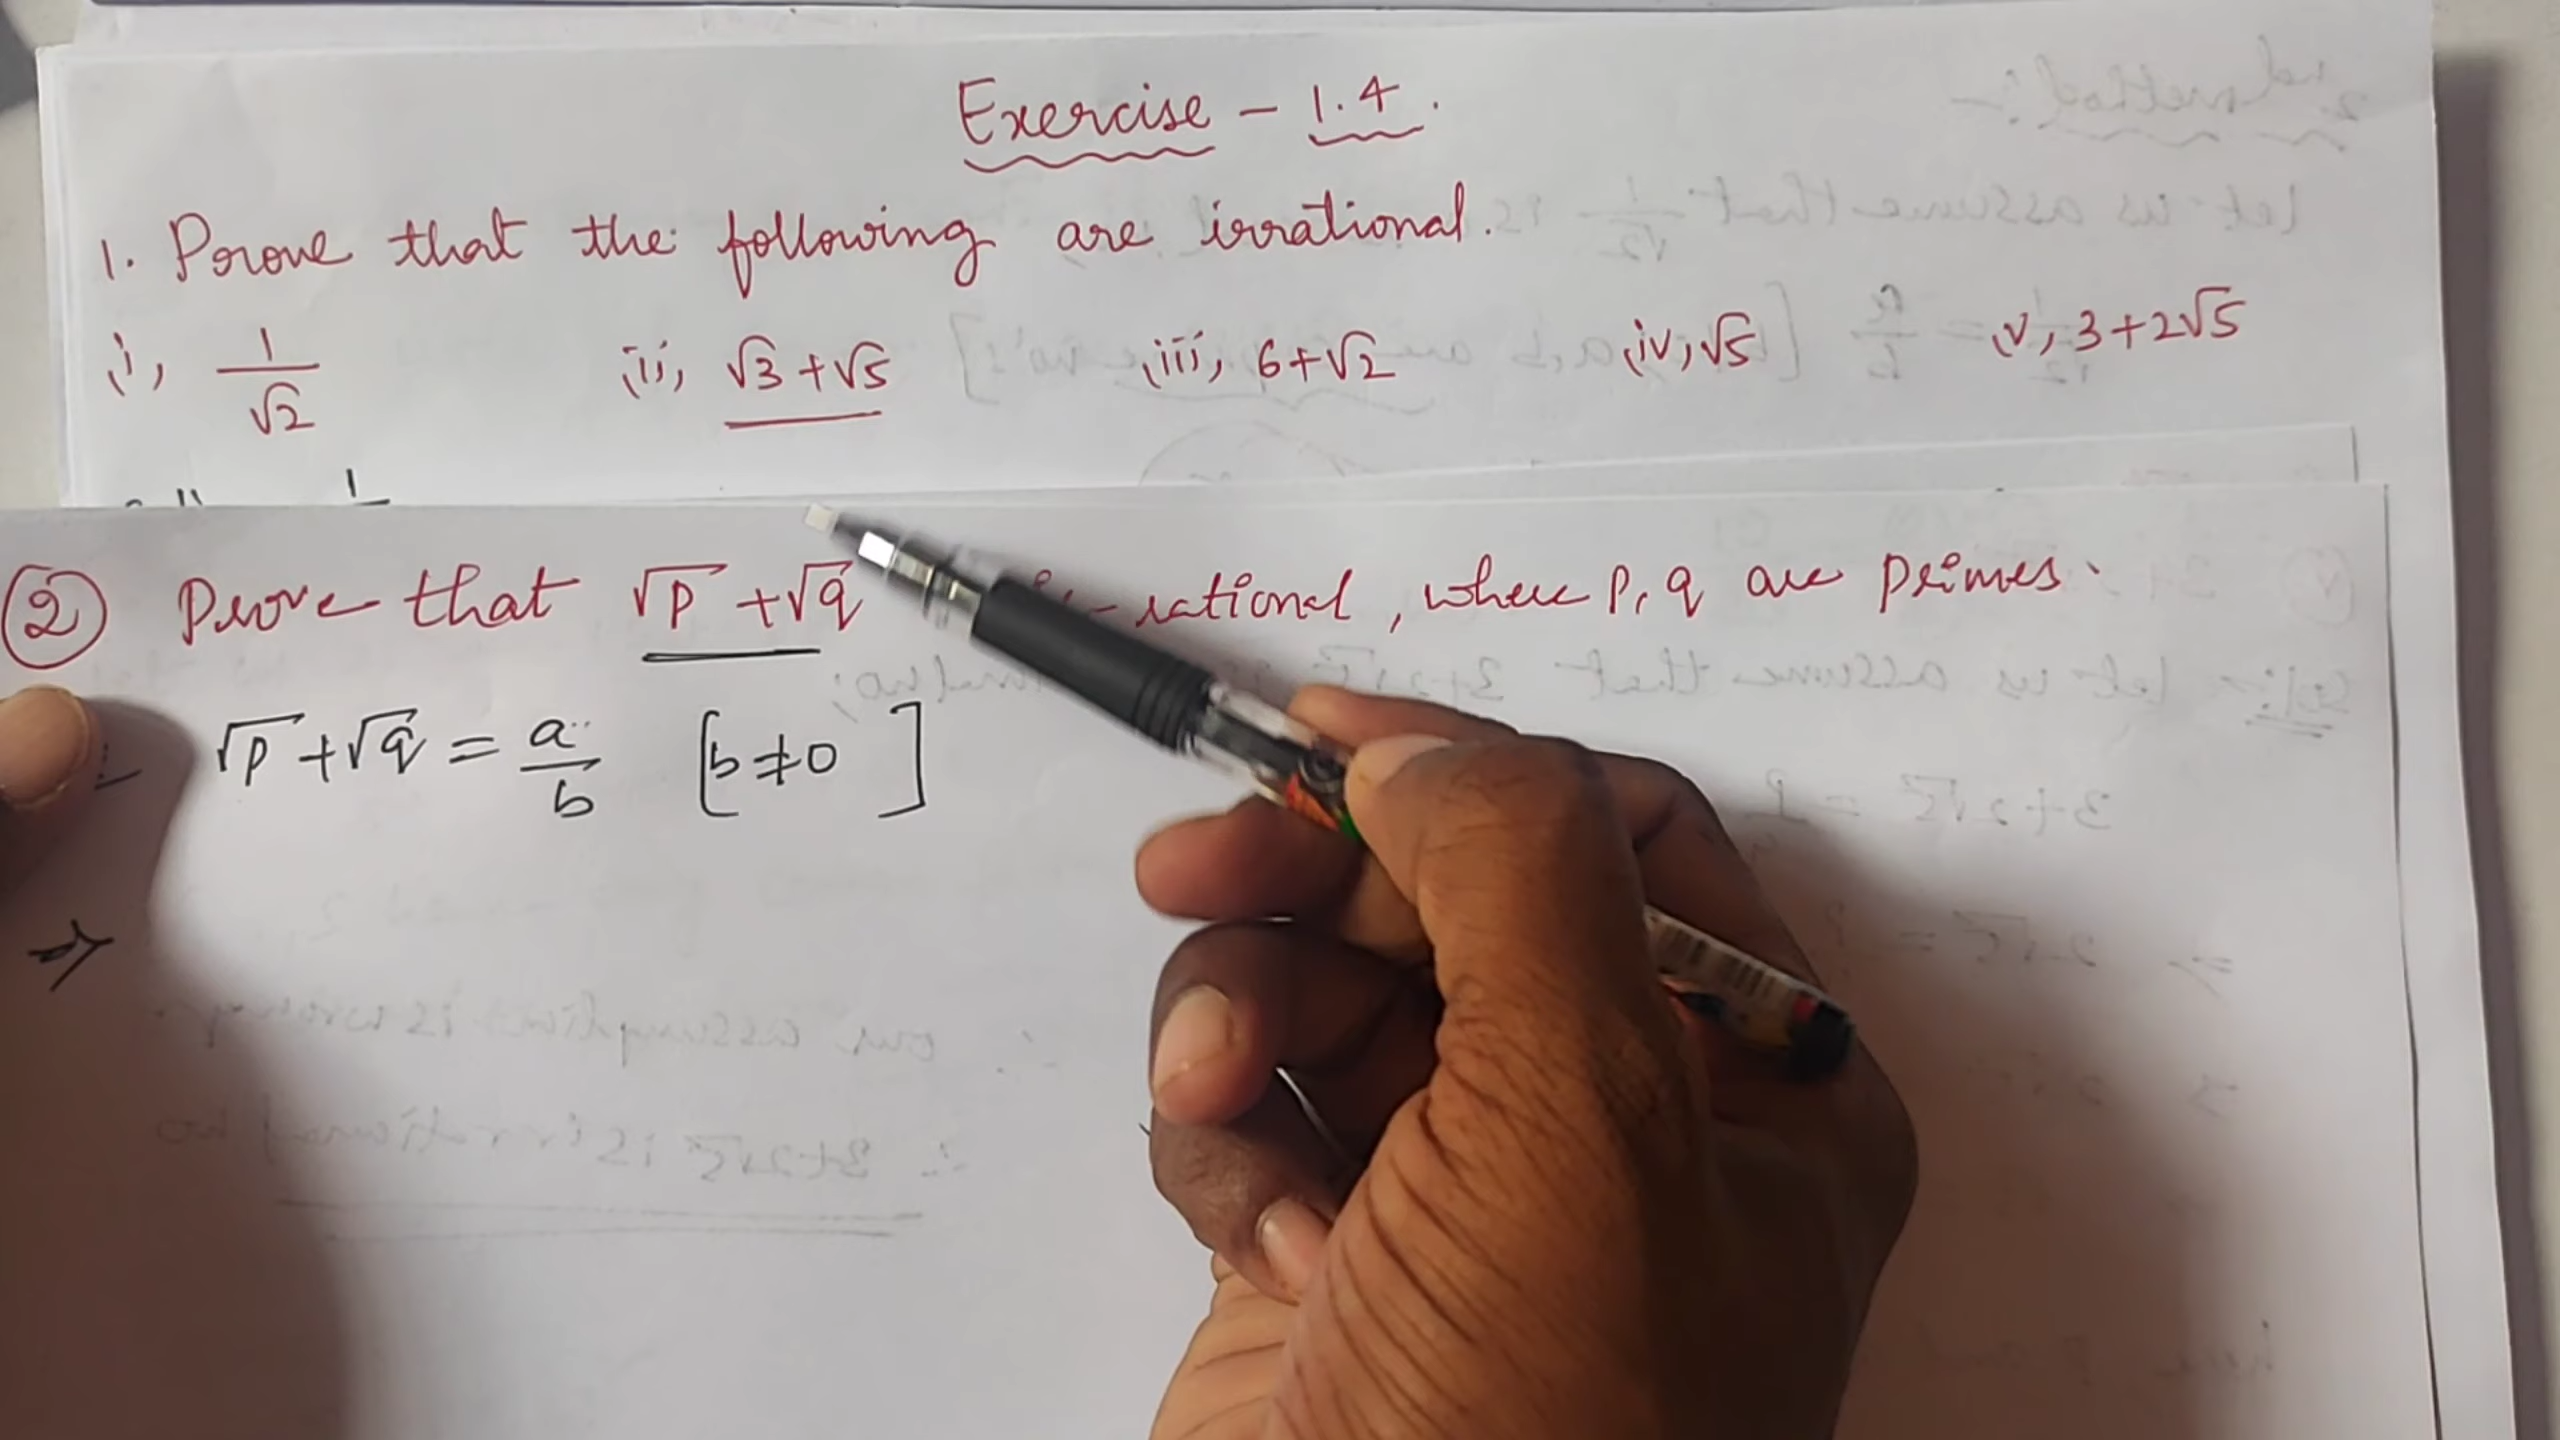 Exercise - 1.4.
1. Prove that the following are irrational.
(i), 1/√2 (ii), √3+√5 (iii), 6+√2 (iv), √5 (v), 3+2√5
② Prove that √p+√q rational, where p, q are primes.
√p+√q = a/b [b≠0 ]
⇒